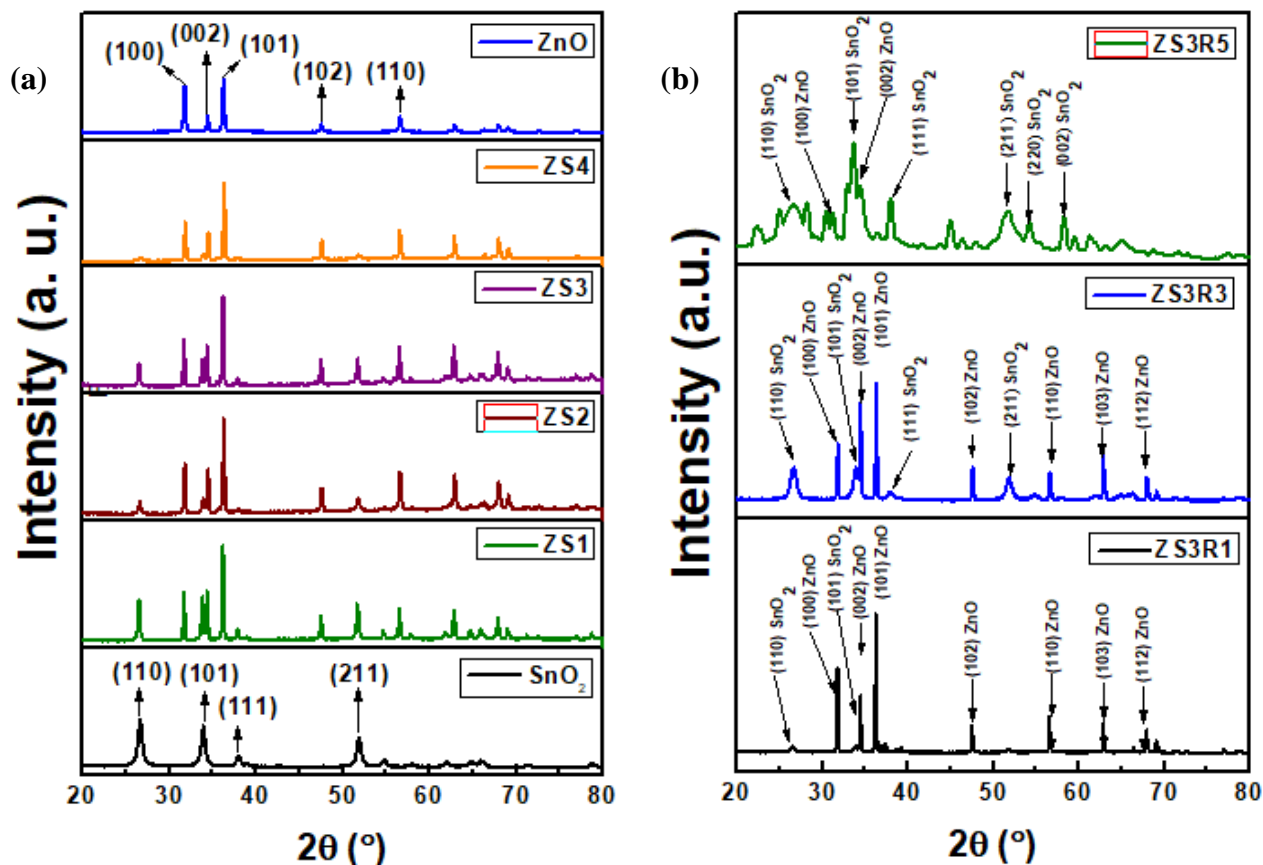 (a)
Intensity (a. u.)
(100)
(002)
(101)
(102)
(110)
ZnO
ZS4
ZS3
ZS2
ZS1
(110)
(101)
(111)
(211)
SnO2
20 30 40 50 60 70 80
2θ (°)
(b)
Intensity (a.u.)
ZS3R5
(110) SnO2
(100) ZnO
(101) SnO2
(002) ZnO
(111) SnO2
(211) SnO2
(220) SnO2
(002) SnO2
ZS3R3
(110) SnO2
(100) ZnO
(101) SnO2
(002) ZnO
(101) ZnO
(111) SnO2
(102) ZnO
(211) SnO2
(110) ZnO
(103) ZnO
(112) ZnO
ZS3R1
(110) SnO2
(100) ZnO
(101) SnO2
(002) ZnO
(101) ZnO
(102) ZnO
(110) ZnO
(103) ZnO
(112) ZnO
20 30 40 50 60 70 80
2θ (°)